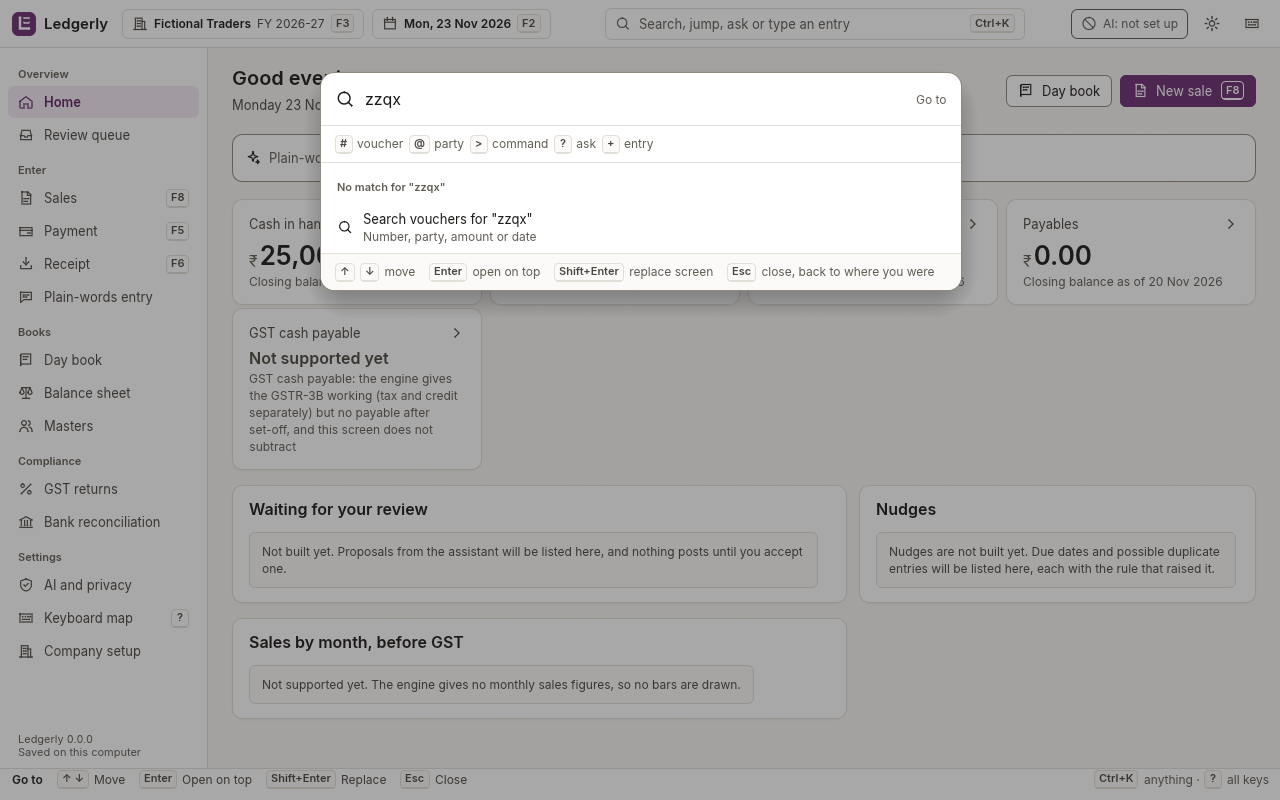 Ledgerly
Fictional Traders FY 2026-27 F3
Mon, 23 Nov 2026 F2
Search, jump, ask or type an entry Ctrl+K
AI: not set up
Overview
Home
Review queue
Enter
Sales F8
Payment F5
Receipt F6
Plain-words entry
Books
Day book
Balance sheet
Masters
Compliance
GST returns
Bank reconciliation
Settings
AI and privacy
Keyboard map ?
Company setup
Ledgerly 0.0.0
Saved on this computer
Good
Monday 23
Day book
New sale F8
zzqx Go to
# voucher @ party > command ? ask + entry
No match for "zzqx"
Search vouchers for "zzqx"
Number, party, amount or date
↑ ↓ move Enter open on top Shift+Enter replace screen Esc close, back to where you were
Cash in
Closing
Payables
₹0.00
Closing balance as of 20 Nov 2026
GST cash payable
Not supported yet
GST cash payable: the engine gives
the GSTR-3B working (tax and credit
separately) but no payable after
set-off, and this screen does not
subtract
Waiting for your review
Not built yet. Proposals from the assistant will be listed here, and nothing posts until you accept
one.
Nudges
Nudges are not built yet. Due dates and possible duplicate
entries will be listed here, each with the rule that raised it.
Sales by month, before GST
Not supported yet. The engine gives no monthly sales figures, so no bars are drawn.
Go to ↑↓ Move Enter Open on top Shift+Enter Replace Esc Close
Ctrl+K anything · ? all keys